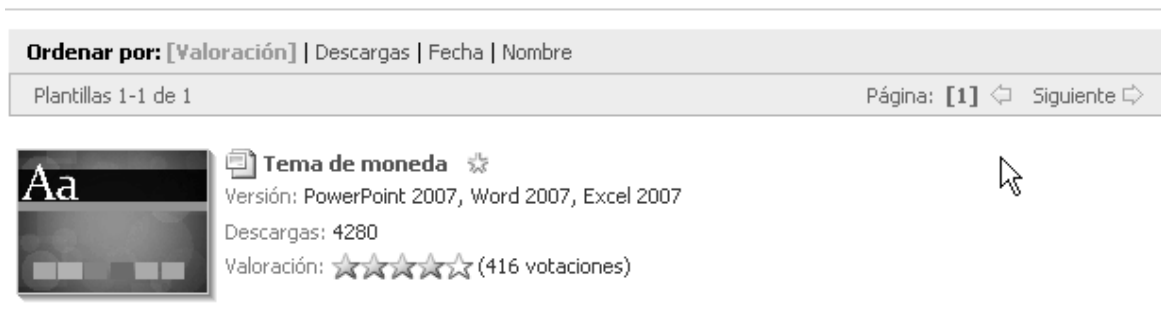 Ordenar por: [Valoración] | Descargas | Fecha | Nombre
Plantillas 1-1 de 1 Página: [1] Siguiente
Aa
Tema de moneda
Versión: PowerPoint 2007, Word 2007, Excel 2007
Descargas: 4280
Valoración: (416 votaciones)